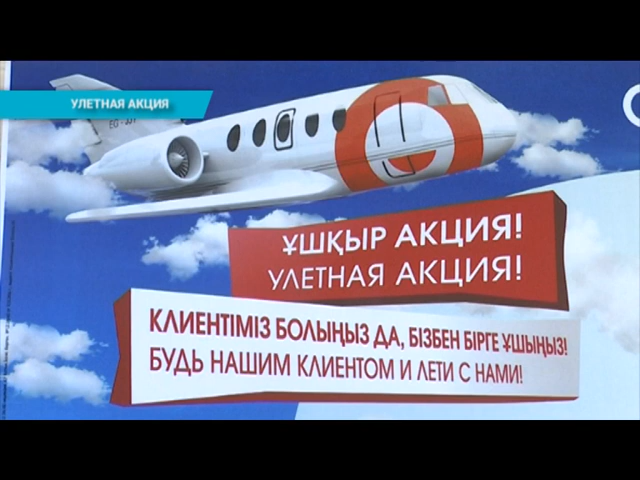 УЛЕТНАЯ АКЦИЯ
ҰШҚЫР АКЦИЯ!
УЛЕТНАЯ АКЦИЯ!
КЛИЕНТІМІЗ БОЛЫҢЫЗ ДА, БІЗБЕН БІРГЕ ҰШЫҢЫЗ!
БУДЬ НАШИМ КЛИЕНТОМ И ЛЕТИ С НАМИ!